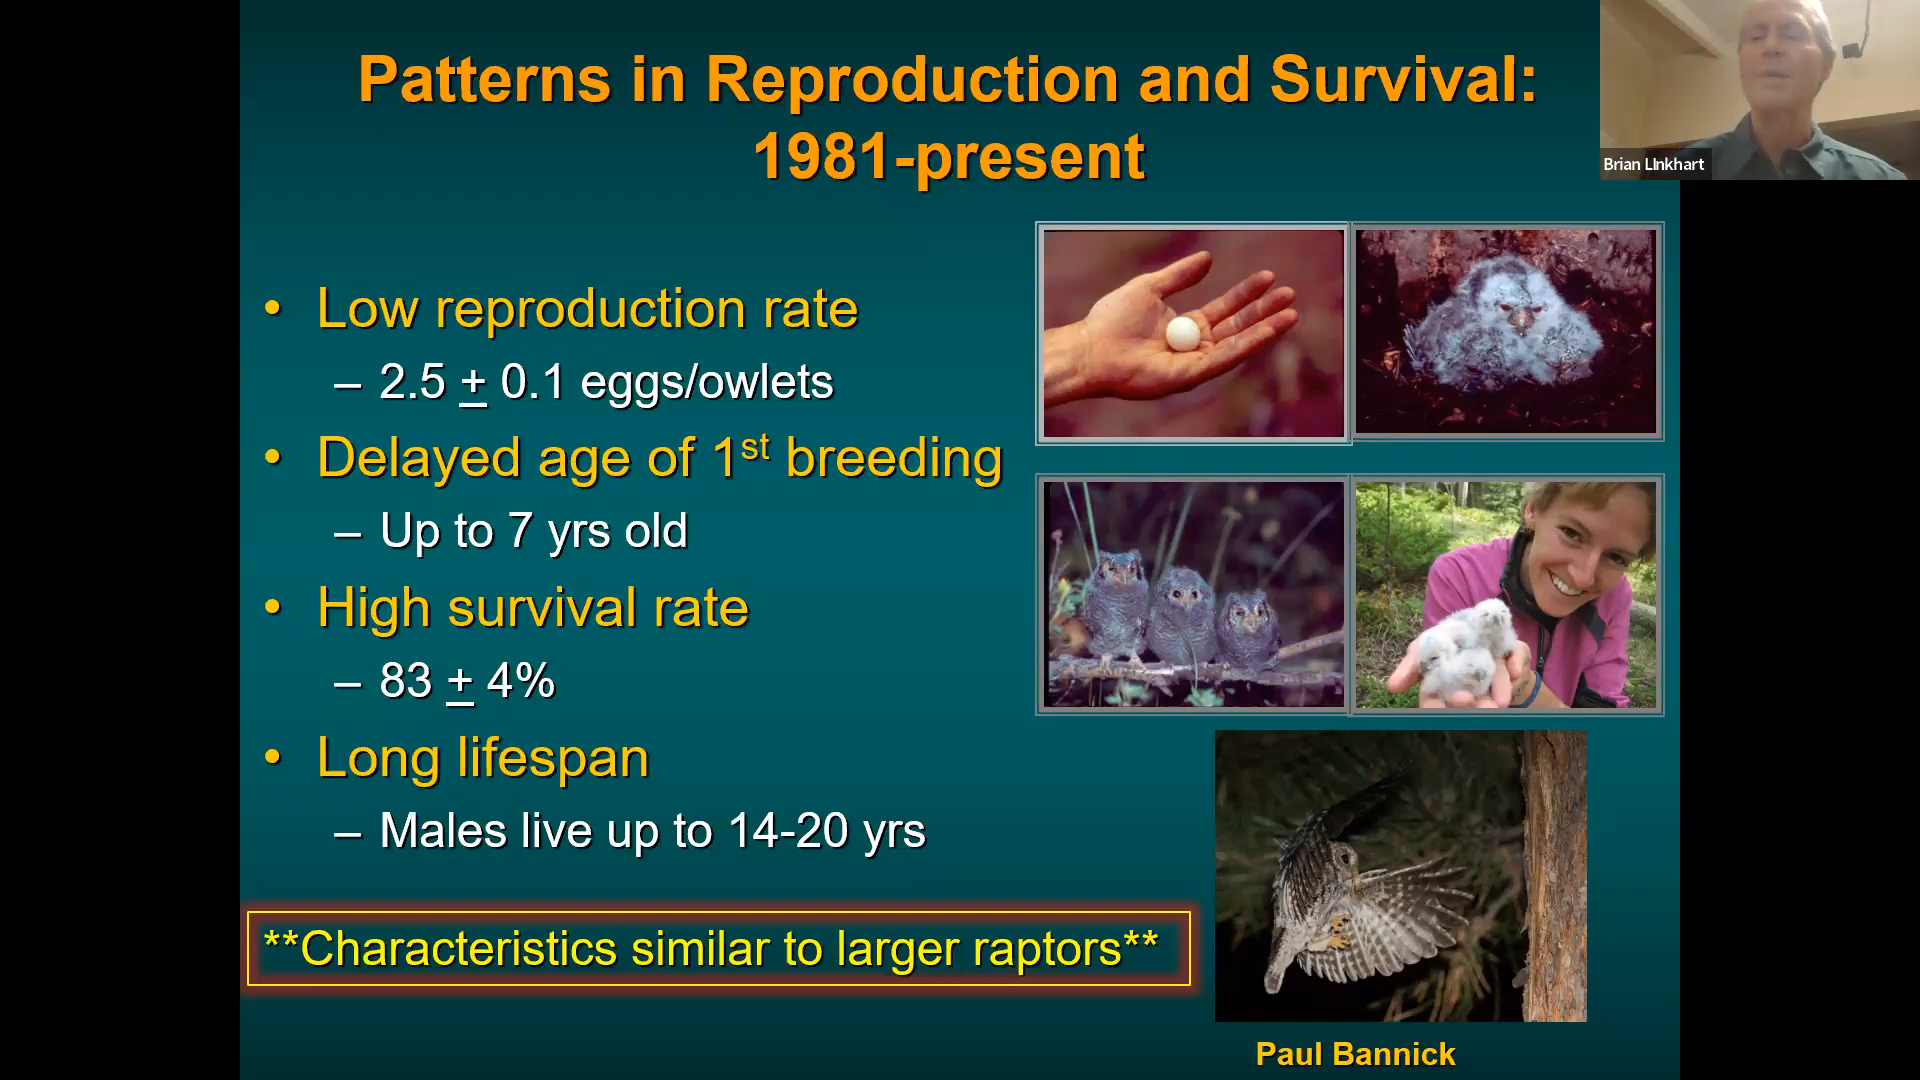 Patterns in Reproduction and Survival:
1981-present
Brian LInkhart
• Low reproduction rate
– 2.5 ± 0.1 eggs/owlets
• Delayed age of 1st breeding
– Up to 7 yrs old
• High survival rate
– 83 ± 4%
• Long lifespan
– Males live up to 14-20 yrs
**Characteristics similar to larger raptors**
Paul Bannick